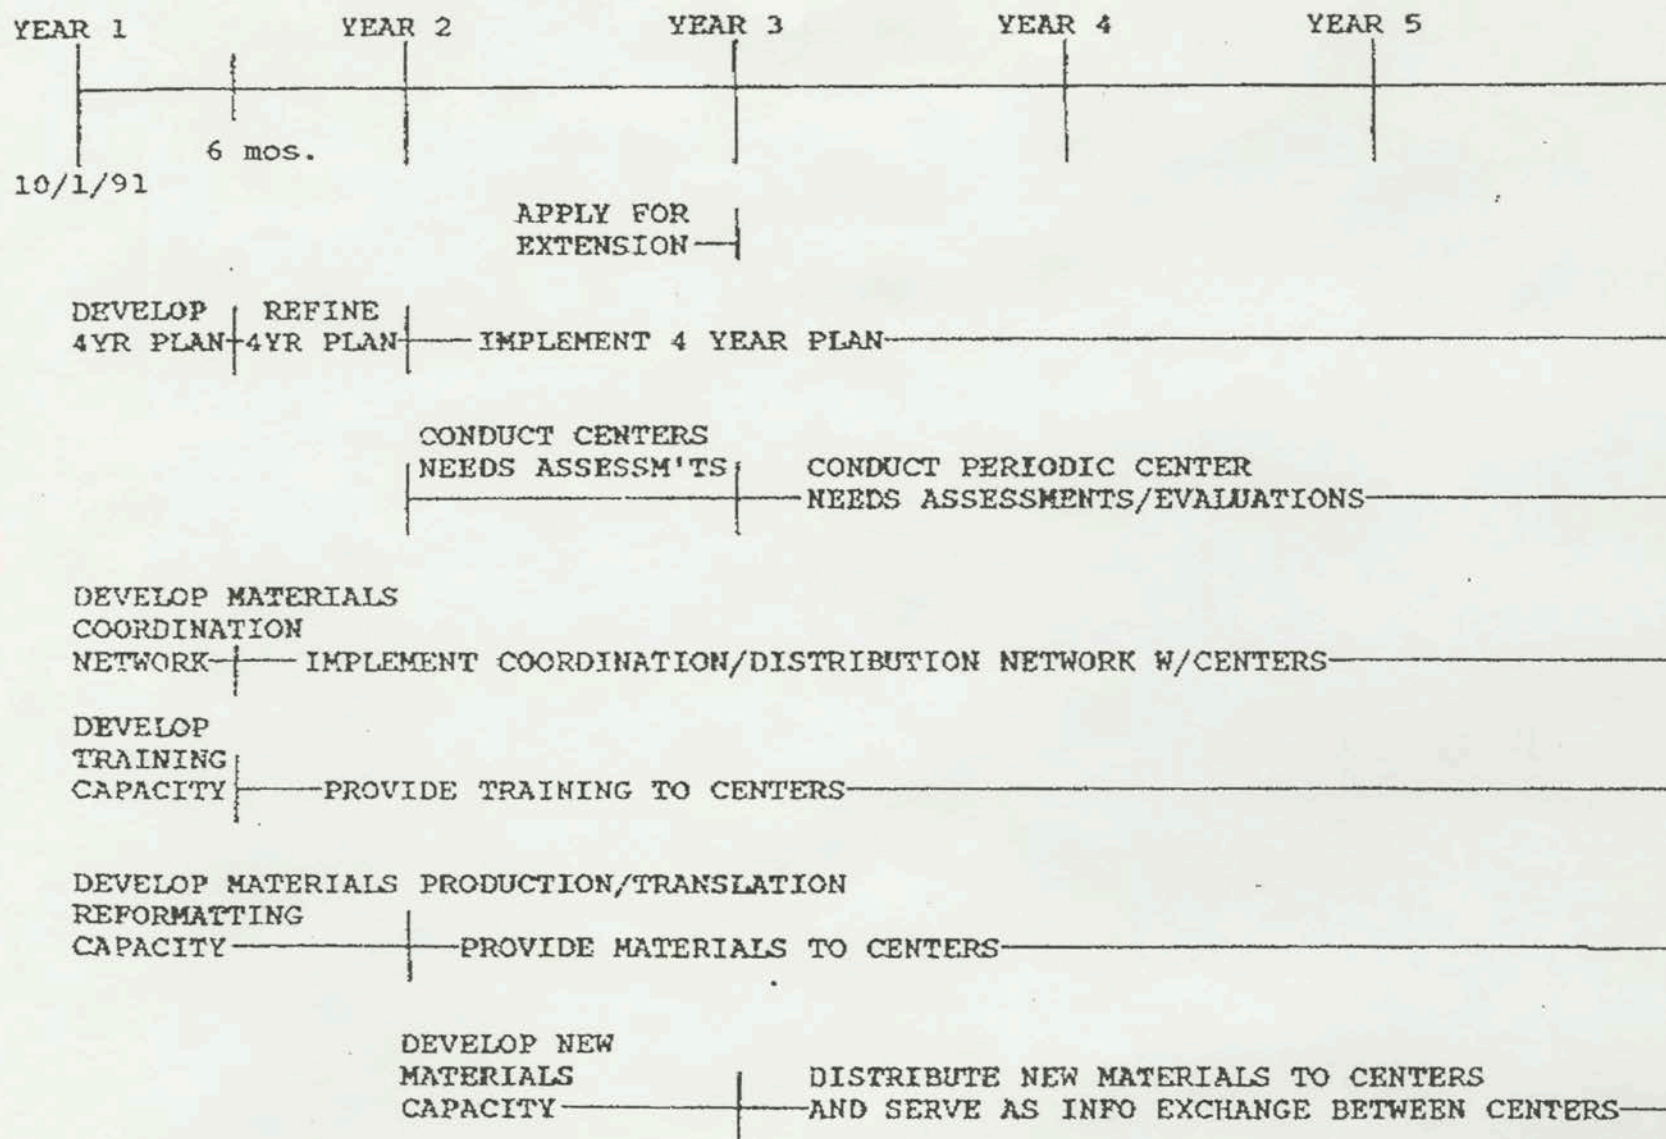 YEAR 1 YEAR 2 YEAR 3 YEAR 4 YEAR 5
6 mos.
10/1/91
APPLY FOR
EXTENSION
DEVELOP REFINE
4YR PLAN 4YR PLAN IMPLEMENT 4 YEAR PLAN
CONDUCT CENTERS
NEEDS ASSESSM'TS CONDUCT PERIODIC CENTER
NEEDS ASSESSMENTS/EVALUATIONS
DEVELOP MATERIALS
COORDINATION
NETWORK IMPLEMENT COORDINATION/DISTRIBUTION NETWORK W/CENTERS
DEVELOP
TRAINING
CAPACITY PROVIDE TRAINING TO CENTERS
DEVELOP MATERIALS PRODUCTION/TRANSLATION
REFORMATTING
CAPACITY PROVIDE MATERIALS TO CENTERS
DEVELOP NEW
MATERIALS DISTRIBUTE NEW MATERIALS TO CENTERS
CAPACITY AND SERVE AS INFO EXCHANGE BETWEEN CENTERS